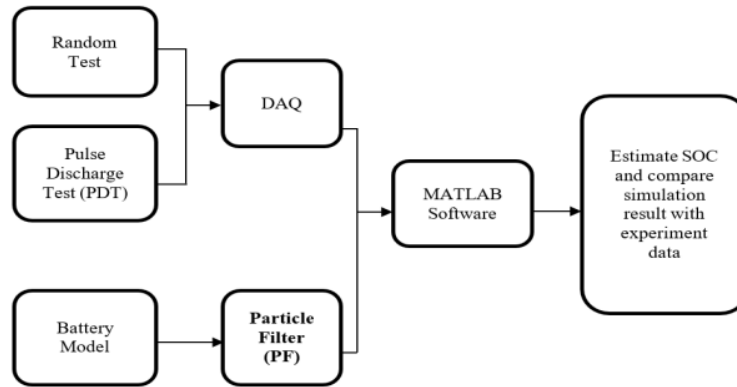 Random
Test
DAQ
Pulse
Discharge
Test (PDT)
MATLAB
Software
Estimate SOC
and compare
simulation
result with
experiment
data
Battery
Model
Particle
Filter
(PF)